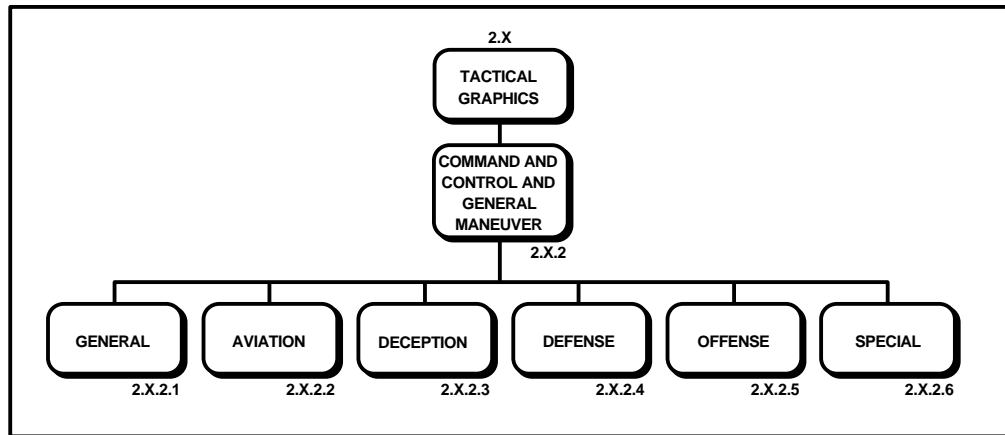 2.X
TACTICAL
GRAPHICS
COMMAND AND
CONTROL AND
GENERAL
MANEUVER
2.X.2
GENERAL
AVIATION
DECEPTION
DEFENSE
OFFENSE
SPECIAL
2.X.2.1
2.X.2.2
2.X.2.3
2.X.2.4
2.X.2.5
2.X.2.6